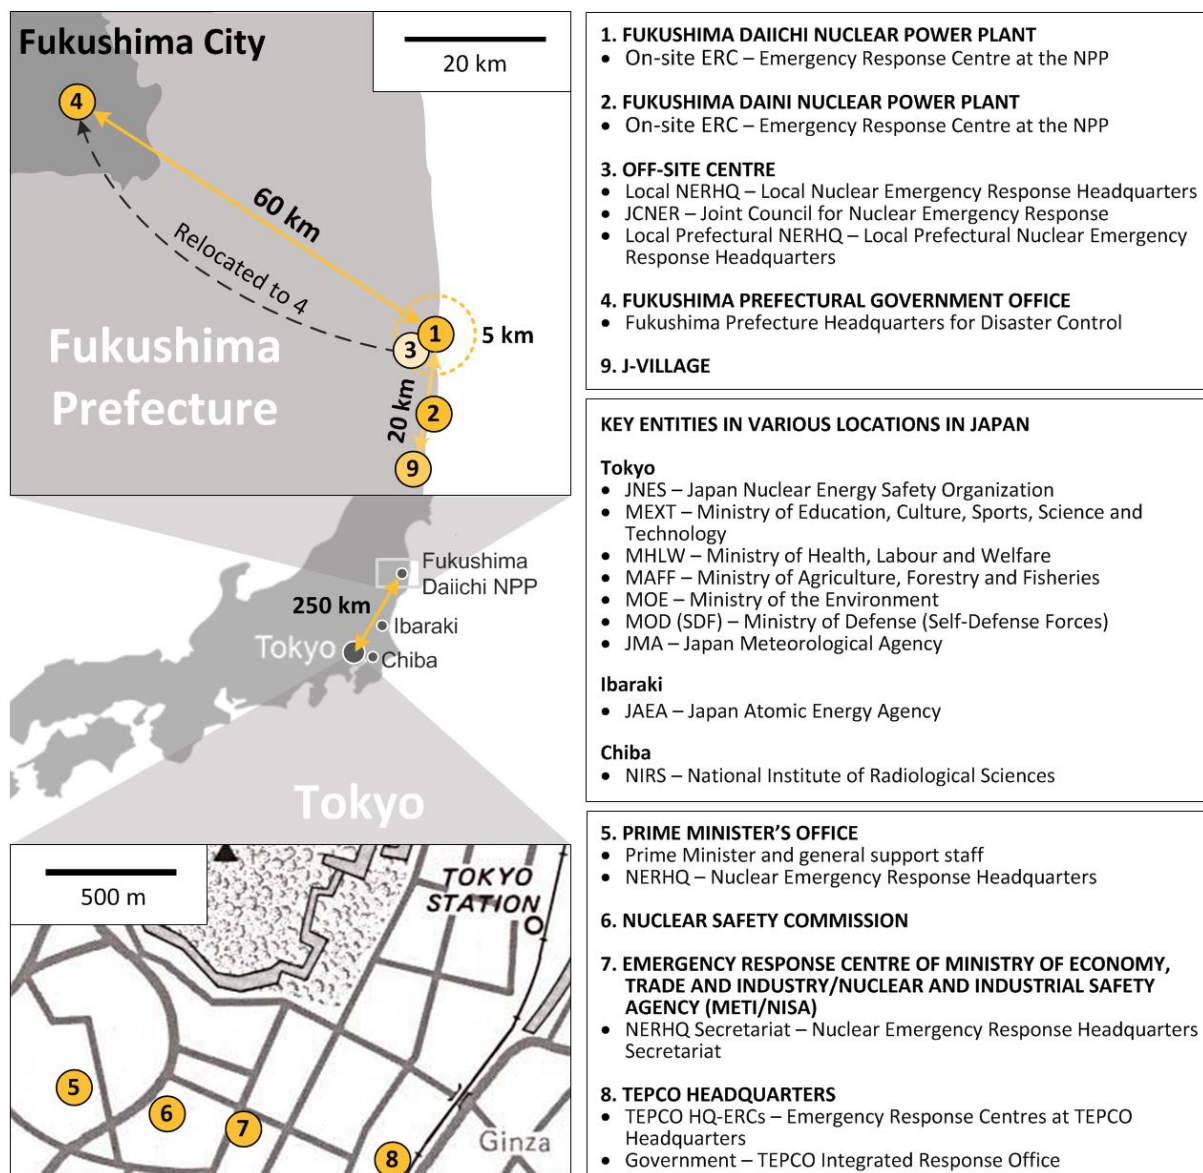 Fukushima City
20 km
4
60 km
Relocated to 4
Fukushima
Prefecture
1
3
5 km
20 km
2
9
Fukushima
Daiichi NPP
250 km
Ibaraki
Tokyo
Chiba
Tokyo
500 m
TOKYO
STATION
5
6
7
8
Ginza
1. FUKUSHIMA DAIICHI NUCLEAR POWER PLANT
• On-site ERC – Emergency Response Centre at the NPP
2. FUKUSHIMA DAINI NUCLEAR POWER PLANT
• On-site ERC – Emergency Response Centre at the NPP
3. OFF-SITE CENTRE
• Local NERHQ – Local Nuclear Emergency Response Headquarters
• JCNER – Joint Council for Nuclear Emergency Response
• Local Prefectural NERHQ – Local Prefectural Nuclear Emergency
Response Headquarters
4. FUKUSHIMA PREFECTURAL GOVERNMENT OFFICE
• Fukushima Prefecture Headquarters for Disaster Control
9. J-VILLAGE
KEY ENTITIES IN VARIOUS LOCATIONS IN JAPAN
Tokyo
• JNES – Japan Nuclear Energy Safety Organization
• MEXT – Ministry of Education, Culture, Sports, Science and
Technology
• MHLW – Ministry of Health, Labour and Welfare
• MAFF – Ministry of Agriculture, Forestry and Fisheries
• MOE – Ministry of the Environment
• MOD (SDF) – Ministry of Defense (Self-Defense Forces)
• JMA – Japan Meteorological Agency
Ibaraki
• JAEA – Japan Atomic Energy Agency
Chiba
• NIRS – National Institute of Radiological Sciences
5. PRIME MINISTER’S OFFICE
• Prime Minister and general support staff
• NERHQ – Nuclear Emergency Response Headquarters
6. NUCLEAR SAFETY COMMISSION
7. EMERGENCY RESPONSE CENTRE OF MINISTRY OF ECONOMY,
TRADE AND INDUSTRY/NUCLEAR AND INDUSTRIAL SAFETY
AGENCY (METI/NISA)
• NERHQ Secretariat – Nuclear Emergency Response Headquarters
Secretariat
8. TEPCO HEADQUARTERS
• TEPCO HQ-ERCs – Emergency Response Centres at TEPCO
Headquarters
• Government – TEPCO Integrated Response Office